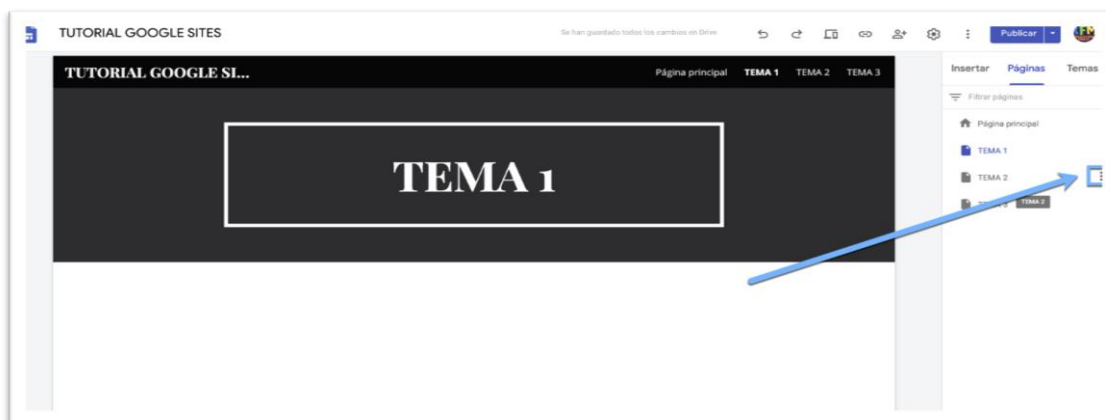 TUTORIAL GOOGLE SITES
Se han guardado todos los cambios en Drive
Publicar
TUTORIAL GOOGLE SI...
Página principal TEMA 1 TEMA 2 TEMA 3
TEMA 1
Insertar Páginas Temas
Filtrar páginas
Página principal
TEMA 1
TEMA 2
TEMA 2